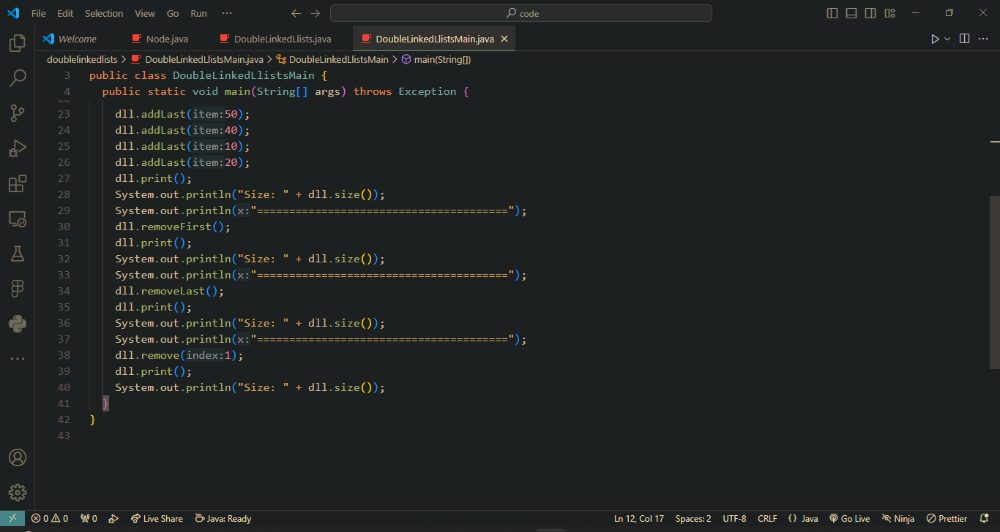 File Edit Selection View Go Run ··· code
Welcome Node.java DoubleLinkedLlists.java DoubleLinkedLlistsMain.java
doublelinkedlists > DoubleLinkedLlistsMain.java > DoubleLinkedLlistsMain > main(String[])
3 public class DoubleLinkedLlistsMain {
4 public static void main(String[] args) throws Exception {
23 dll.addLast(item:50);
24 dll.addLast(item:40);
25 dll.addLast(item:10);
26 dll.addLast(item:20);
27 dll.print();
28 System.out.println("Size: " + dll.size());
29 System.out.println(x:"=======================================");
30 dll.removeFirst();
31 dll.print();
32 System.out.println("Size: " + dll.size());
33 System.out.println(x:"=======================================");
34 dll.removeLast();
35 dll.print();
36 System.out.println("Size: " + dll.size());
37 System.out.println(x:"=======================================");
38 dll.remove(index:1);
39 dll.print();
40 System.out.println("Size: " + dll.size());
41 }
42 }
43
0 0 0 Live Share Java: Ready Ln 12, Col 17 Spaces: 2 UTF-8 CRLF {} Java Go Live Ninja Prettier